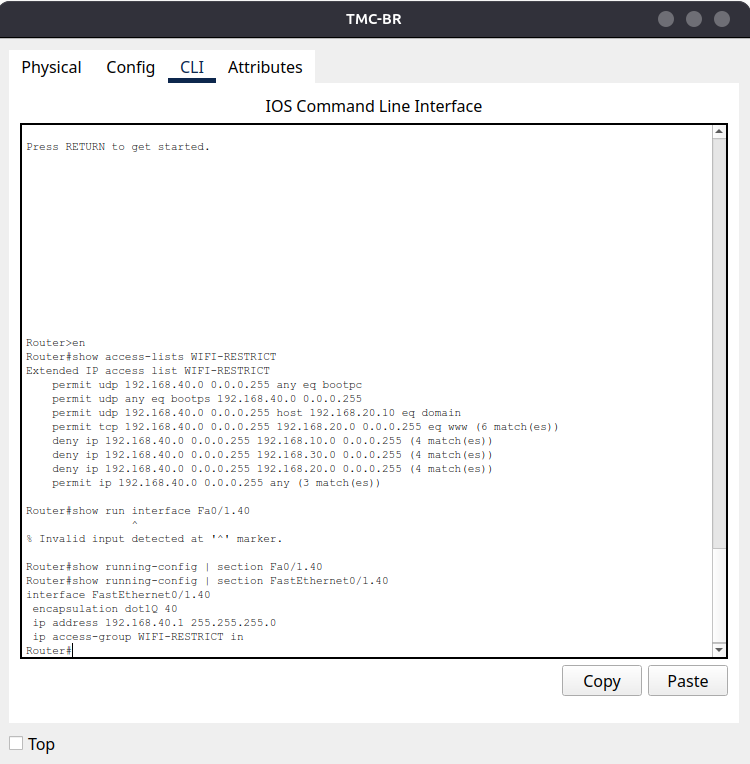 TMC-BR
Physical Config CLI Attributes
IOS Command Line Interface
Press RETURN to get started.
Router>en
Router#show access-lists WIFI-RESTRICT
Extended IP access list WIFI-RESTRICT
    permit udp 192.168.40.0 0.0.0.255 any eq bootpc
    permit udp any eq bootps 192.168.40.0 0.0.0.255
    permit udp 192.168.40.0 0.0.0.255 host 192.168.20.10 eq domain
    permit tcp 192.168.40.0 0.0.0.255 192.168.20.0 0.0.0.255 eq www (6 match(es))
    deny ip 192.168.40.0 0.0.0.255 192.168.10.0 0.0.0.255 (4 match(es))
    deny ip 192.168.40.0 0.0.0.255 192.168.30.0 0.0.0.255 (4 match(es))
    deny ip 192.168.40.0 0.0.0.255 192.168.20.0 0.0.0.255 (4 match(es))
    permit ip 192.168.40.0 0.0.0.255 any (3 match(es))
Router#show run interface Fa0/1.40
                ^
% Invalid input detected at '^' marker.
Router#show running-config | section Fa0/1.40
Router#show running-config | section FastEthernet0/1.40
interface FastEthernet0/1.40
 encapsulation dot1Q 40
 ip address 192.168.40.1 255.255.255.0
 ip access-group WIFI-RESTRICT in
Router#
Copy Paste
Top